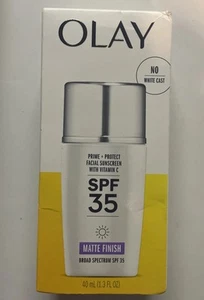 OLAY
NO
WHITE CAST
PRIME + PROTECT
FACIAL SUNSCREEN
WITH VITAMIN C
SPF
35
MATTE FINISH
BROAD SPECTRUM SPF 35
40 mL (1.3 FL OZ)